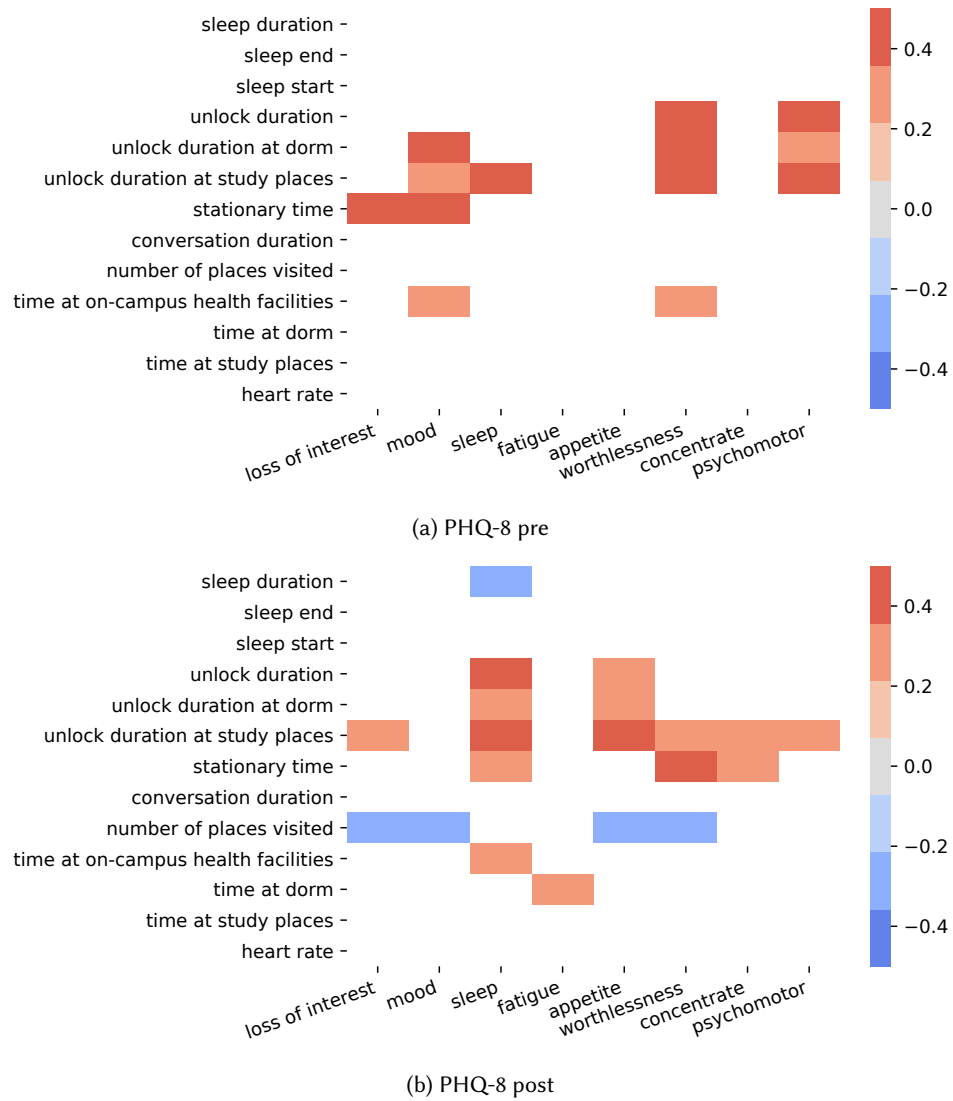 sleep duration
sleep end
sleep start
unlock duration
unlock duration at dorm
unlock duration at study places
stationary time
conversation duration
number of places visited
time at on-campus health facilities
time at dorm
time at study places
heart rate
loss of interest
mood
sleep
fatigue
appetite
worthlessness
concentrate
psychomotor
0.4
0.2
0.0
−0.2
−0.4
(a) PHQ-8 pre
sleep duration
sleep end
sleep start
unlock duration
unlock duration at dorm
unlock duration at study places
stationary time
conversation duration
number of places visited
time at on-campus health facilities
time at dorm
time at study places
heart rate
loss of interest
mood
sleep
fatigue
appetite
worthlessness
concentrate
psychomotor
0.4
0.2
0.0
−0.2
−0.4
(b) PHQ-8 post